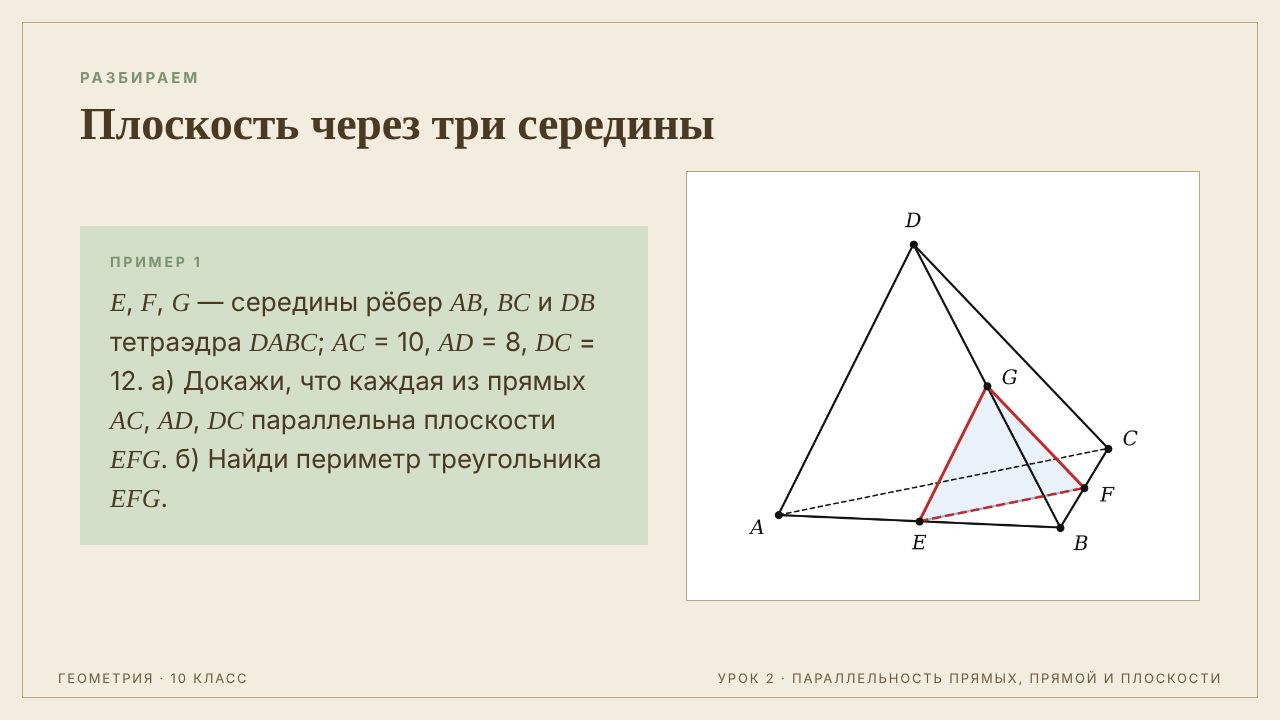 РАЗБИРАЕМ
Плоскость через три середины
ПРИМЕР 1
E, F, G — середины рёбер AB, BC и DB
тетраэдра DABC; AC = 10, AD = 8, DC =
12. а) Докажи, что каждая из прямых
AC, AD, DC параллельна плоскости
EFG. б) Найди периметр треугольника
EFG.
D
G
C
F
A
E
B
ГЕОМЕТРИЯ · 10 КЛАСС
УРОК 2 · ПАРАЛЛЕЛЬНОСТЬ ПРЯМЫХ, ПРЯМОЙ И ПЛОСКОСТИ